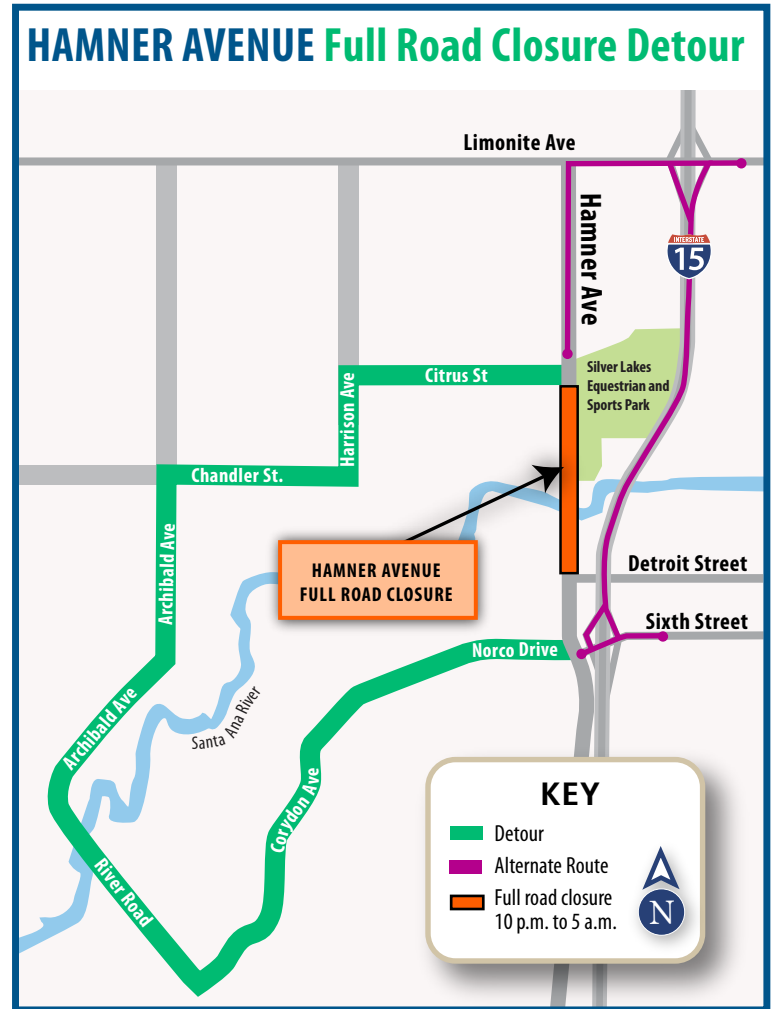 HAMNER AVENUE Full Road Closure Detour
Limonite Ave
Hamner Ave
INTERSTATE
15
Silver Lakes
Equestrian and
Sports Park
Citrus St
Harrison Ave
Chandler St.
Archibald Ave
HAMNER AVENUE
FULL ROAD CLOSURE
Detroit Street
Sixth Street
Norco Drive
Archibald Ave
Santa Ana River
Corydon Ave
River Road
KEY
Detour
Alternate Route
Full road closure
10 p.m. to 5 a.m.
N